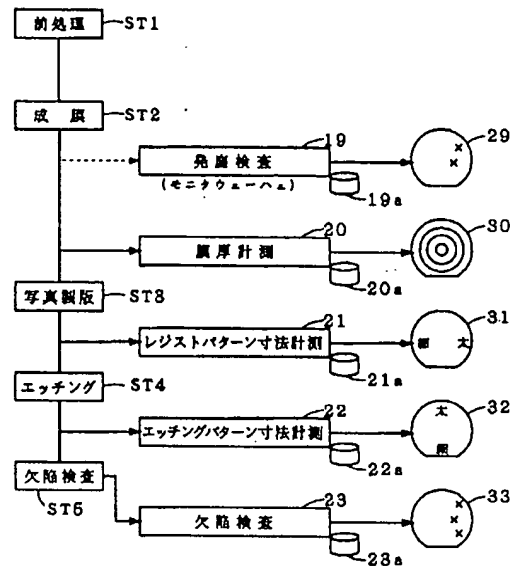 前処理 ST1
成膜 ST2
19
発塵検査
(モニタウェーハ)
19a
29
20
膜厚計測
20a
30
写真製版 ST3
21
レジストパターン寸法計測
21a
31
細 太
エッチング ST4
22
エッチングパターン寸法計測
22a
32
太
細
欠陥検査
ST5
23
欠陥検査
23a
33